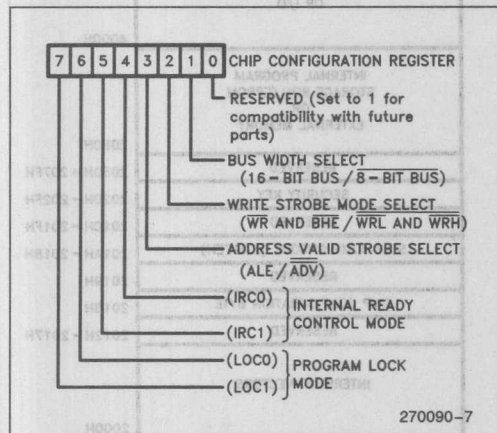 7 6 5 4 3 2 1 0 CHIP CONFIGURATION REGISTER
RESERVED (Set to 1 for
compatibility with future
parts)
BUS WIDTH SELECT
(16-BIT BUS/8-BIT BUS)
WRITE STROBE MODE SELECT
(WR AND BHE/WRL AND WRH)
ADDRESS VALID STROBE SELECT
(ALE/ADV)
(IRC0) INTERNAL READY
(IRC1) CONTROL MODE
(LOC0) PROGRAM LOCK
(LOC1) MODE
270090-7